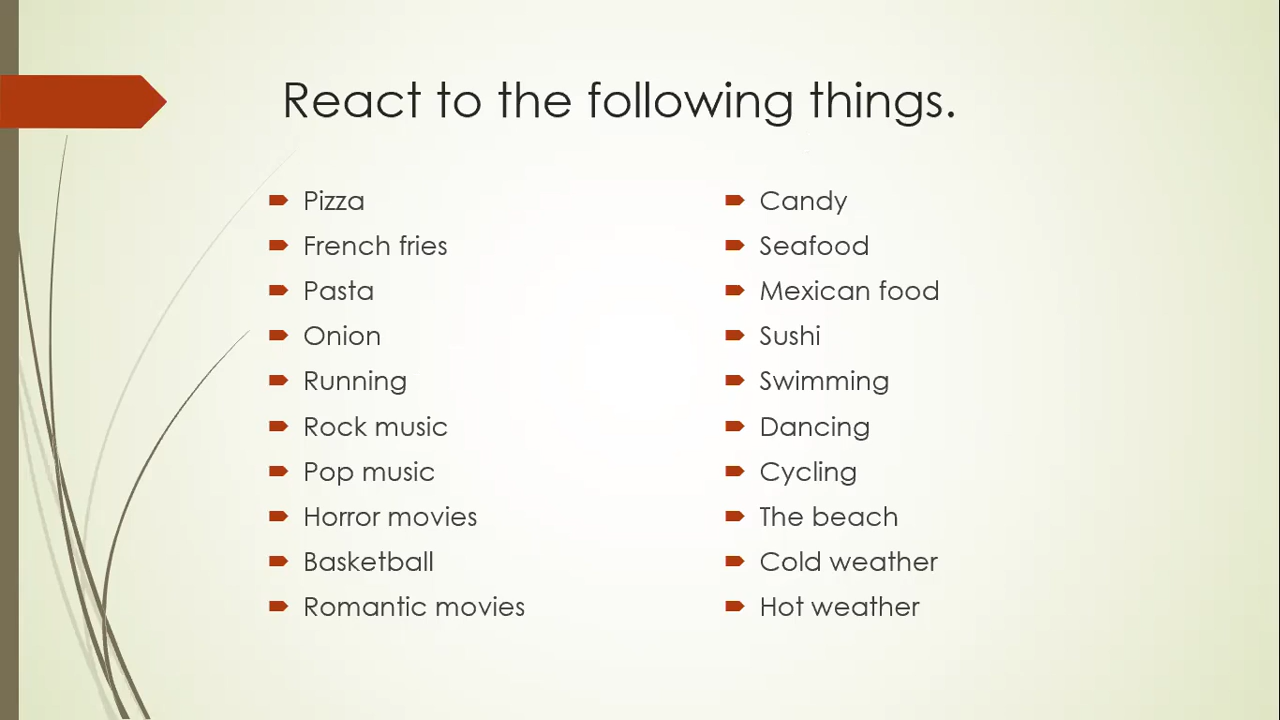 React to the following things.
Pizza
French fries
Pasta
Onion
Running
Rock music
Pop music
Horror movies
Basketball
Romantic movies
Candy
Seafood
Mexican food
Sushi
Swimming
Dancing
Cycling
The beach
Cold weather
Hot weather